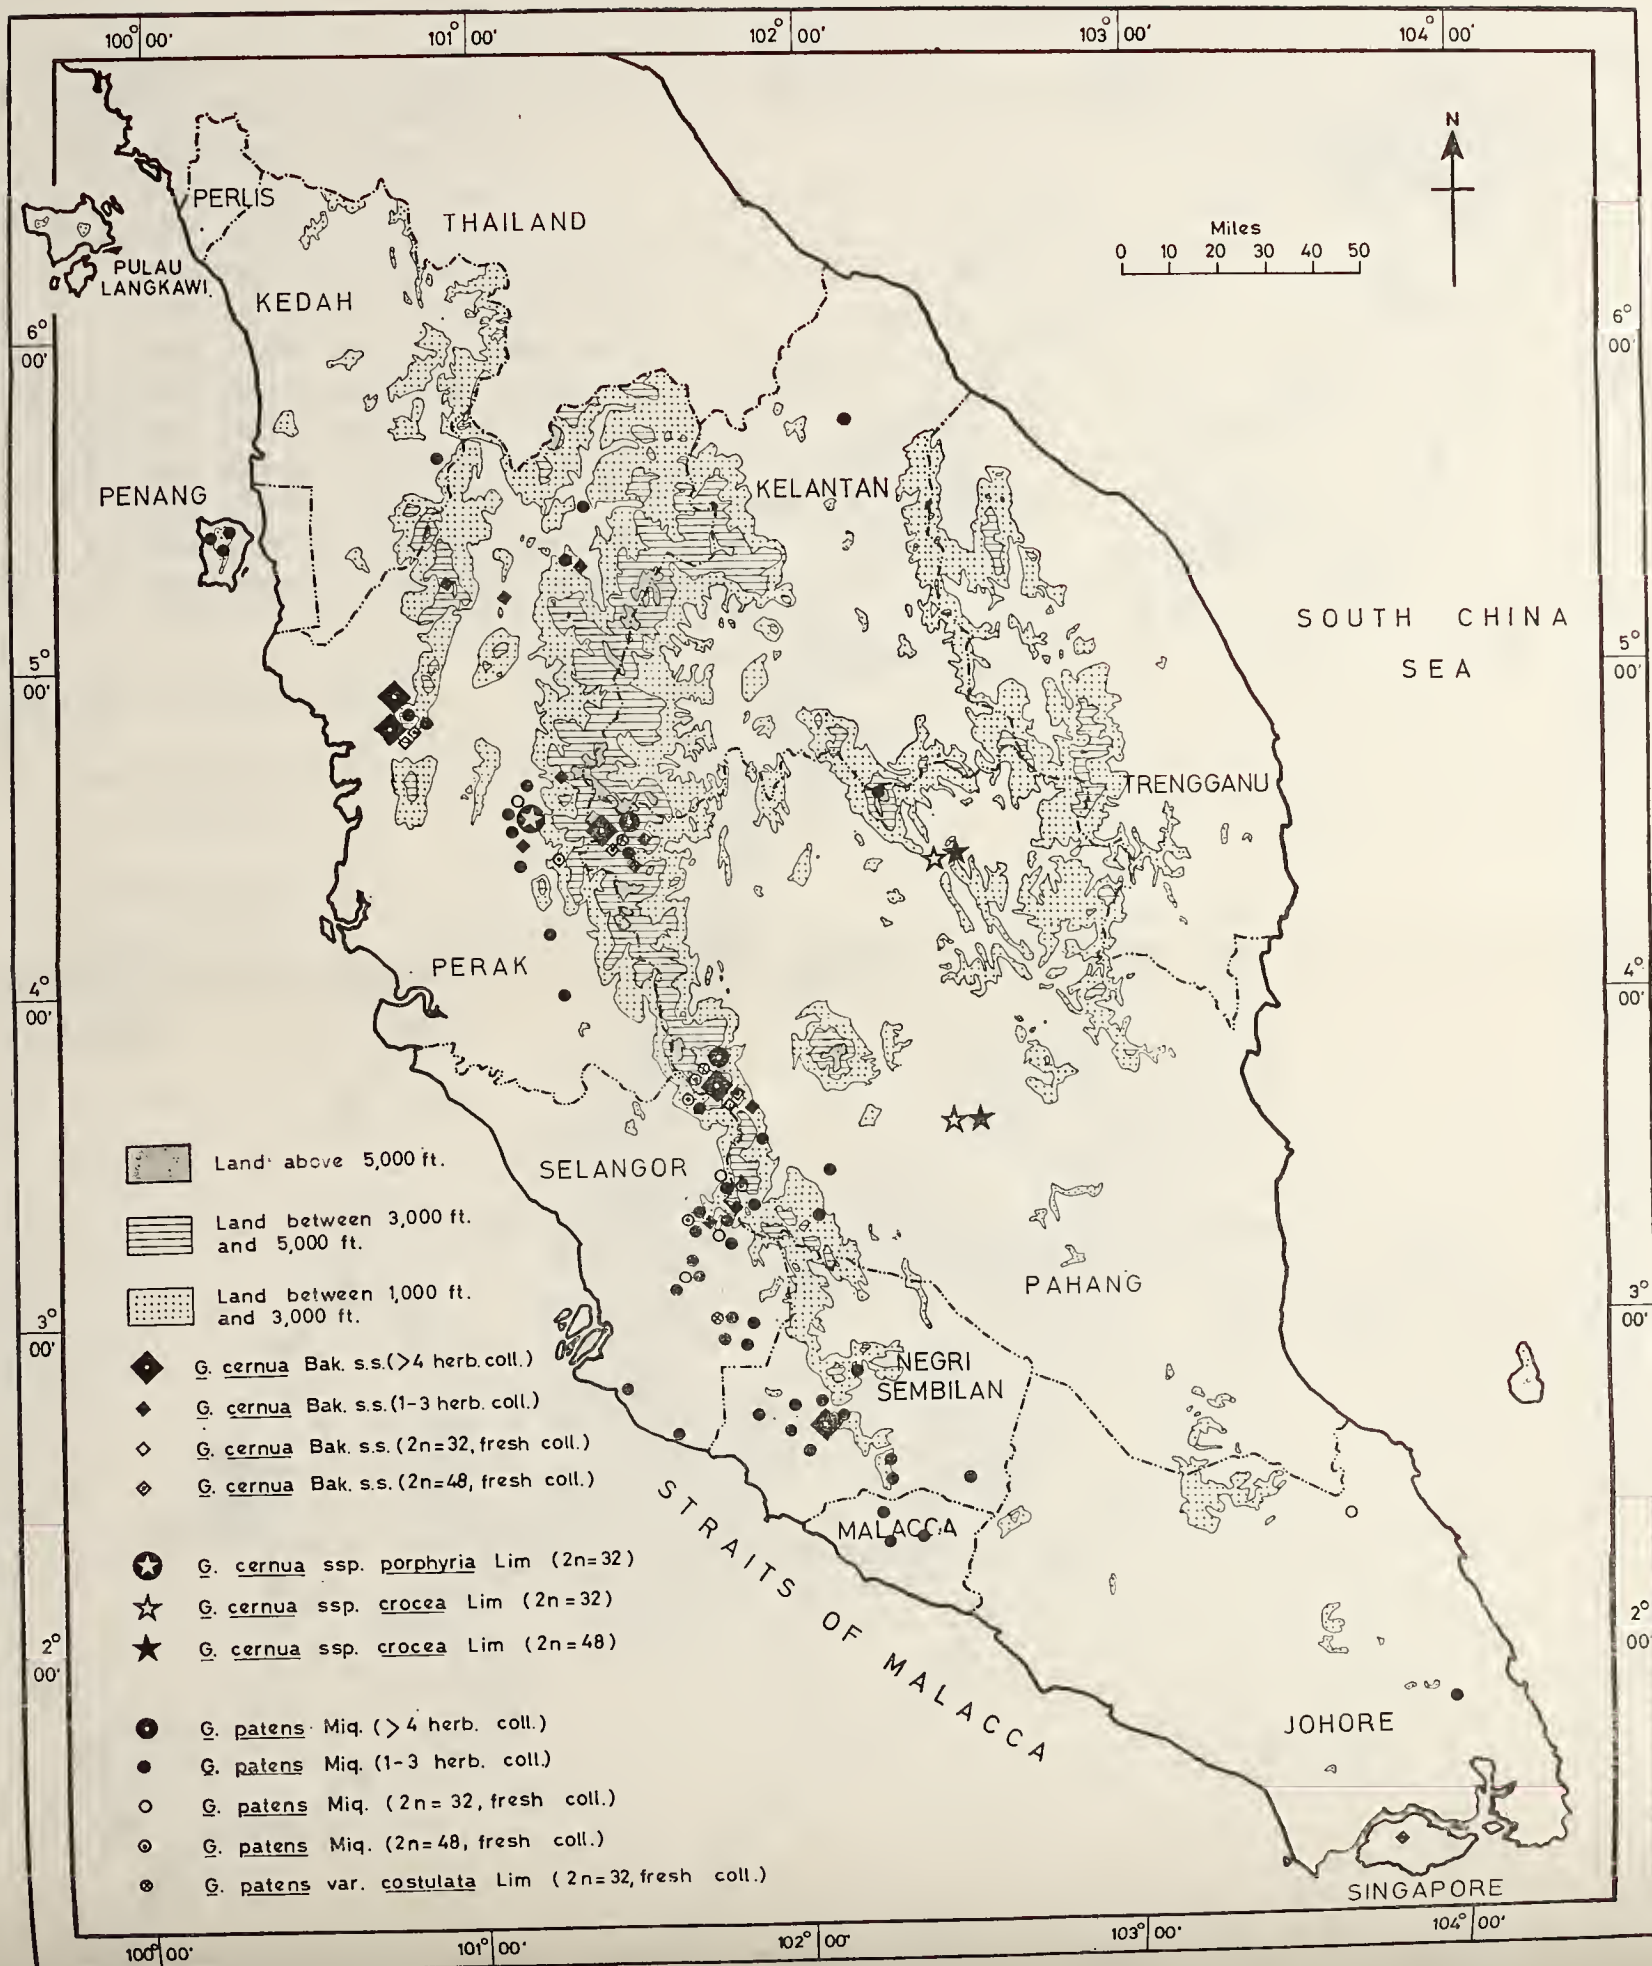 100° 00'
101° 00'
102° 00'
103° 00'
104° 00'
N
PERLIS
THAILAND
Miles
0 10 20 30 40 50
PULAU
LANGKAWI.
KEDAH
6°
00'
6°
00'
PENANG
KELANTAN
SOUTH CHINA
SEA
5°
00'
5°
00'
TRENGGANU
PERAK
4°
00'
4°
00'
SELANGOR
PAHANG
3°
00'
3°
00'
NEGRI
SEMBILAN
MALACCA
STRAITS OF MALACCA
2°
00'
2°
00'
JOHORE
SINGAPORE
Land above 5,000 ft.
Land between 3,000 ft.
and 5,000 ft.
Land between 1,000 ft.
and 3,000 ft.
G. cernua Bak. s.s.(>4 herb. coll.)
G. cernua Bak. s.s.(1-3 herb. coll.)
G. cernua Bak. s.s.(2n=32, fresh coll.)
G. cernua Bak. s.s.(2n=48, fresh coll.)
G. cernua ssp. porphyria Lim (2n=32)
G. cernua ssp. crocea Lim (2n=32)
G. cernua ssp. crocea Lim (2n=48)
G. patens Miq. (>4 herb. coll.)
G. patens Miq. (1-3 herb. coll.)
G. patens Miq. (2n=32, fresh coll.)
G. patens Miq. (2n=48, fresh coll.)
G. patens var. costulata Lim (2n=32, fresh coll.)
100° 00'
101° 00'
102° 00'
103° 00'
104° 00'